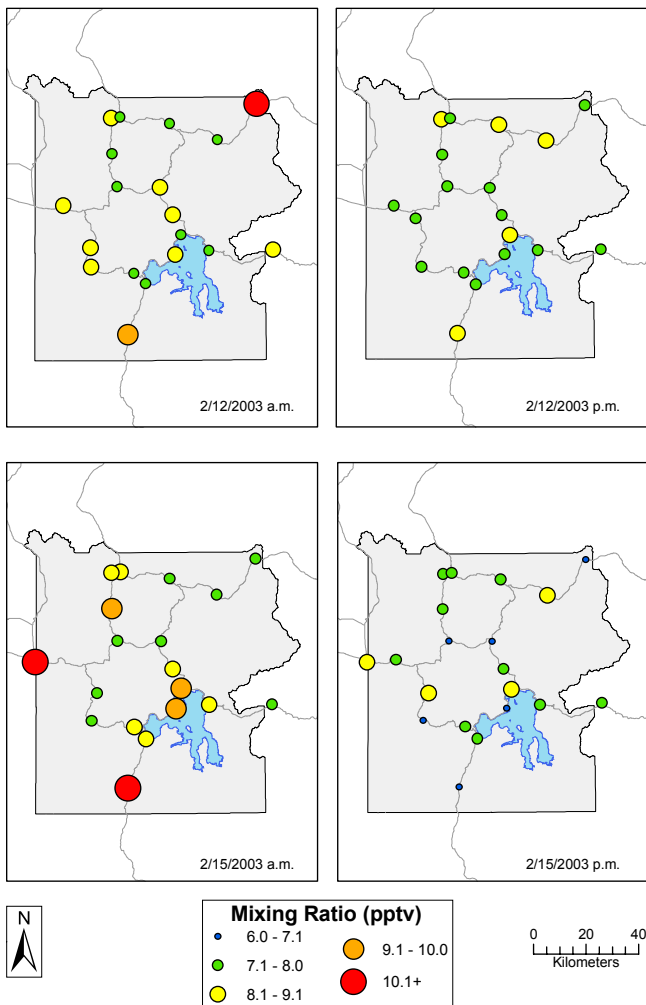 2/12/2003 a.m.
2/12/2003 p.m.
2/15/2003 a.m.
2/15/2003 p.m.
N
Mixing Ratio (pptv)
6.0 - 7.1
7.1 - 8.0
8.1 - 9.1
9.1 - 10.0
10.1+
0 20 40
Kilometers